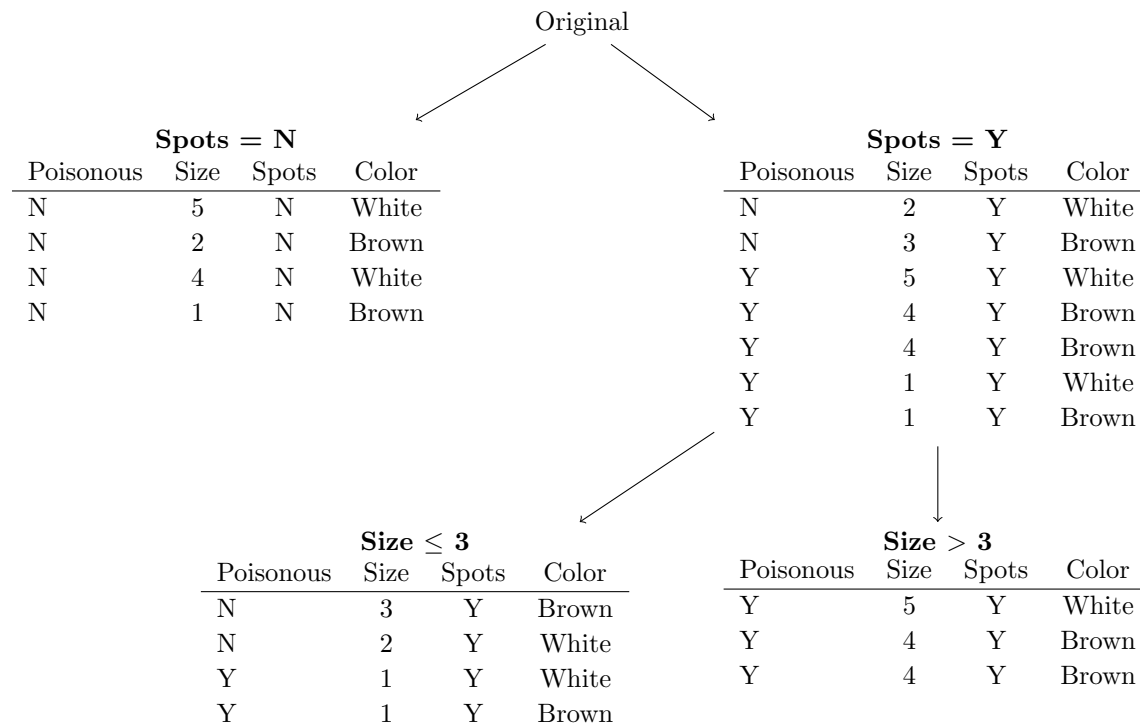 Original
Spots = N
Poisonous Size Spots Color
N 5 N White
N 2 N Brown
N 4 N White
N 1 N Brown
Spots = Y
Poisonous Size Spots Color
N 2 Y White
N 3 Y Brown
Y 5 Y White
Y 4 Y Brown
Y 4 Y Brown
Y 1 Y White
Y 1 Y Brown
Size ≤ 3
Poisonous Size Spots Color
N 3 Y Brown
N 2 Y White
Y 1 Y White
Y 1 Y Brown
Size > 3
Poisonous Size Spots Color
Y 5 Y White
Y 4 Y Brown
Y 4 Y Brown